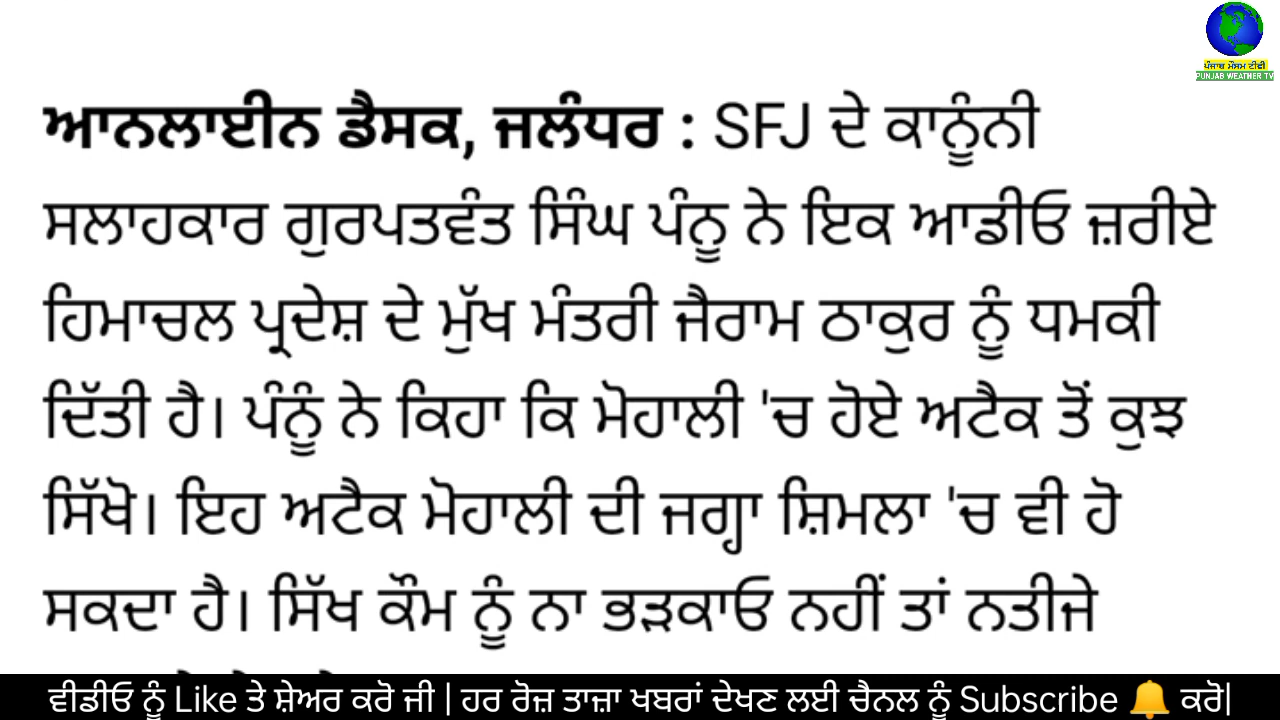 ਪੰਜਾਬ ਮੌਸਮ ਟੀਵੀ
PUNJAB WEATHER TV
ਆਨਲਾਈਨ ਡੈਸਕ, ਜਲੰਧਰ : SFJ ਦੇ ਕਾਨੂੰਨੀ
ਸਲਾਹਕਾਰ ਗੁਰਪਤਵੰਤ ਸਿੰਘ ਪੰਨੂ ਨੇ ਇਕ ਆਡੀਓ ਜ਼ਰੀਏ
ਹਿਮਾਚਲ ਪ੍ਰਦੇਸ਼ ਦੇ ਮੁੱਖ ਮੰਤਰੀ ਜੈਰਾਮ ਠਾਕੁਰ ਨੂੰ ਧਮਕੀ
ਦਿੱਤੀ ਹੈ। ਪੰਨੂੰ ਨੇ ਕਿਹਾ ਕਿ ਮੋਹਾਲੀ 'ਚ ਹੋਏ ਅਟੈਕ ਤੋਂ ਕੁਝ
ਸਿੱਖੋ। ਇਹ ਅਟੈਕ ਮੋਹਾਲੀ ਦੀ ਜਗ੍ਹਾ ਸ਼ਿਮਲਾ 'ਚ ਵੀ ਹੋ
ਸਕਦਾ ਹੈ। ਸਿੱਖ ਕੌਮ ਨੂੰ ਨਾ ਭੜਕਾਓ ਨਹੀਂ ਤਾਂ ਨਤੀਜੇ
ਵੀਡੀਓ ਨੂੰ Like ਤੇ ਸ਼ੇਅਰ ਕਰੋ ਜੀ | ਹਰ ਰੋਜ਼ ਤਾਜ਼ਾ ਖਬਰਾਂ ਦੇਖਣ ਲਈ ਚੈਨਲ ਨੂੰ Subscribe 🔔 ਕਰੋ|